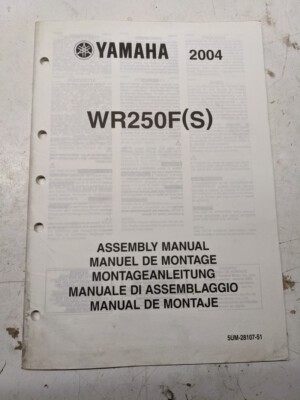 YAMAHA 2004
WR250F(S)
ASSEMBLY MANUAL
MANUEL DE MONTAGE
MONTAGEANLEITUNG
MANUALE DI ASSEMBLAGGIO
MANUAL DE MONTAJE
5UM-28107-51